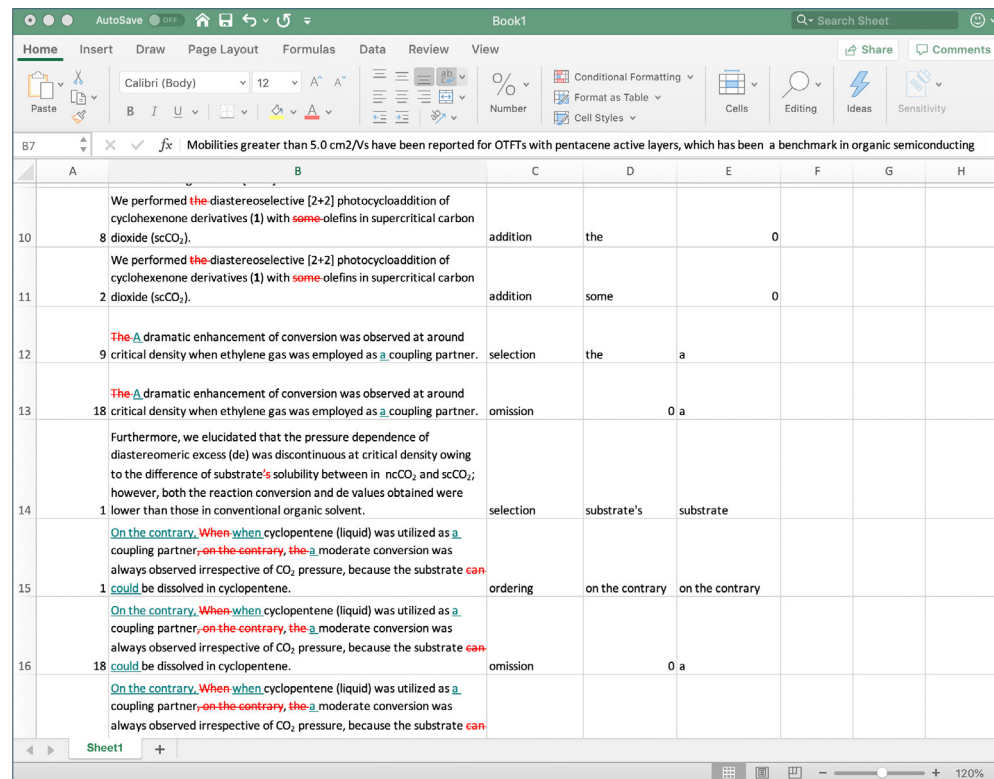 AutoSave OFF Book1 Search Sheet
Home Insert Draw Page Layout Formulas Data Review View Share Comments
Calibri (Body) 12 A^ A˅
Paste B I U A ab % Number Conditional Formatting Format as Table Cell Styles Cells Editing Ideas Sensitivity
B7 fx Mobilities greater than 5.0 cm2/Vs have been reported for OTFTs with pentacene active layers, which has been a benchmark in organic semiconducting
A B C D E F G H
We performed the diastereoselective [2+2] photocycloaddition of
cyclohexenone derivatives (1) with some olefins in supercritical carbon
10 8 dioxide (scCO₂). addition the 0
We performed the diastereoselective [2+2] photocycloaddition of
cyclohexenone derivatives (1) with some olefins in supercritical carbon
11 2 dioxide (scCO₂). addition some 0
The A dramatic enhancement of conversion was observed at around
12 9 critical density when ethylene gas was employed as a coupling partner. selection the a
The A dramatic enhancement of conversion was observed at around
13 18 critical density when ethylene gas was employed as a coupling partner. omission 0 a
Furthermore, we elucidated that the pressure dependence of
diastereomeric excess (de) was discontinuous at critical density owing
to the difference of substrate's solubility between in ncCO₂ and scCO₂;
however, both the reaction conversion and de values obtained were
14 1 lower than those in conventional organic solvent. selection substrate's substrate
On the contrary, When when cyclopentene (liquid) was utilized as a
coupling partner, on the contrary, the a moderate conversion was
always observed irrespective of CO₂ pressure, because the substrate can
15 1 could be dissolved in cyclopentene. ordering on the contrary on the contrary
On the contrary, When when cyclopentene (liquid) was utilized as a
coupling partner, on the contrary, the a moderate conversion was
always observed irrespective of CO₂ pressure, because the substrate can
16 18 could be dissolved in cyclopentene. omission 0 a
On the contrary, When when cyclopentene (liquid) was utilized as a
coupling partner, on the contrary, the a moderate conversion was
always observed irrespective of CO₂ pressure, because the substrate can
Sheet1 +
− + 120%